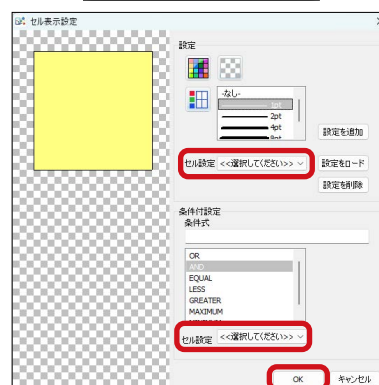 セル表示設定
設定
-なし-
1pt
2pt
4pt
8pt
設定を追加
セル設定 <<選択してください>>
設定をロード
設定を削除
条件付設定
条件式
OR
AND
EQUAL
LESS
GREATER
MAXIMUM
セル設定 <<選択してください>>
OK
キャンセル